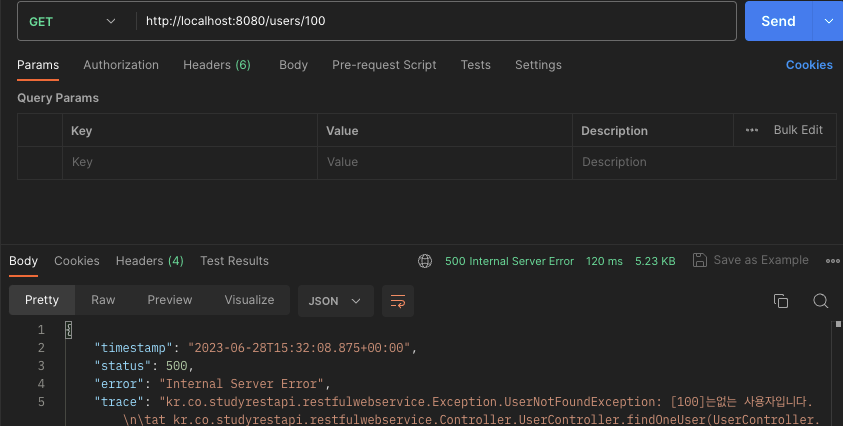 GET http://localhost:8080/users/100 Send
Params Authorization Headers (6) Body Pre-request Script Tests Settings Cookies
Query Params
Key Value Description ••• Bulk Edit
Key Value Description
Body Cookies Headers (4) Test Results 500 Internal Server Error 120 ms 5.23 KB Save as Example •••
Pretty Raw Preview Visualize JSON
1 {
2 "timestamp": "2023-06-28T15:32:08.875+00:00",
3 "status": 500,
4 "error": "Internal Server Error",
5 "trace": "kr.co.studyrestapi.restfulwebservice.Exception.UserNotFoundException: [100]는없는 사용자입니다.
\n\tat kr.co.studyrestapi.restfulwebservice.Controller.UserController.findOneUser(UserController.